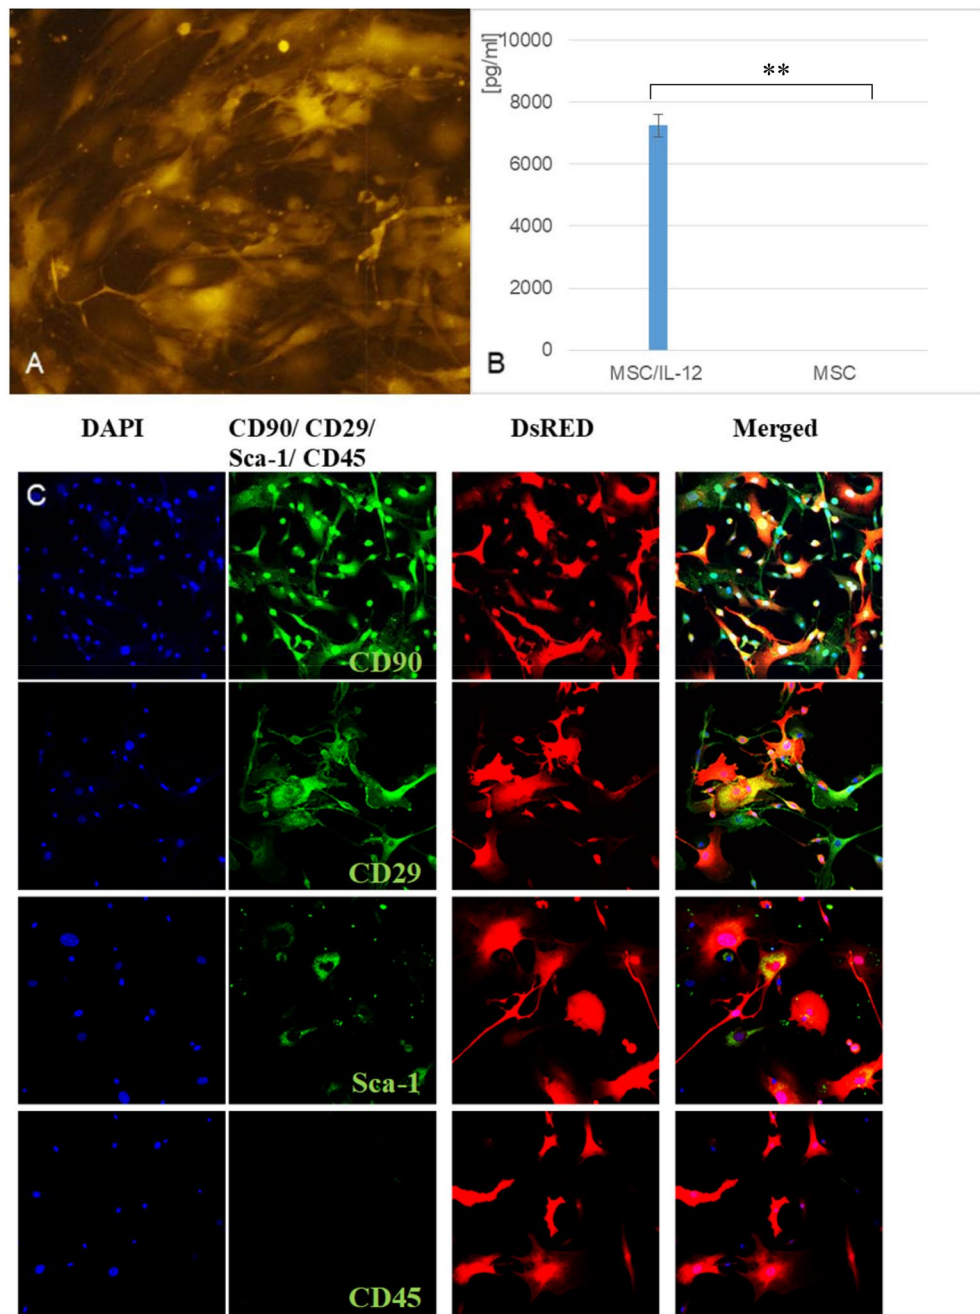 A
[pg/ml]
10000
8000
6000
4000
2000
0
**
MSC/IL-12
MSC
B
DAPI
CD90/ CD29/
Sca-1/ CD45
DsRED
Merged
C
CD90
CD29
Sca-1
CD45